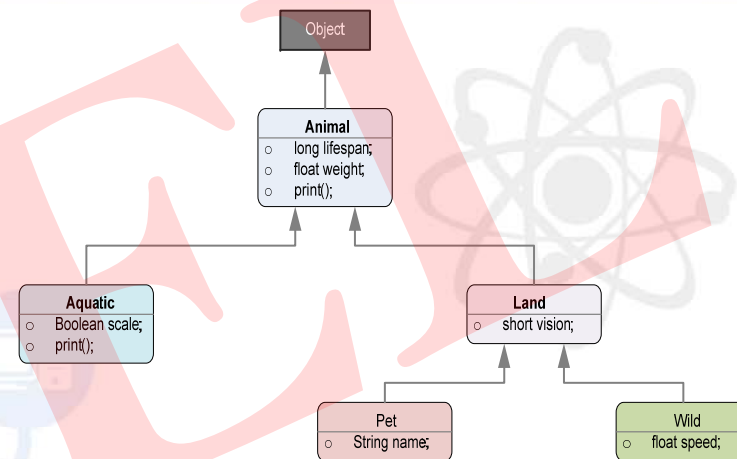 Object
Animal
long lifespan;
float weight;
print();
Aquatic
Boolean scale;
print();
Land
short vision;
Pet
String name;
Wild
float speed;